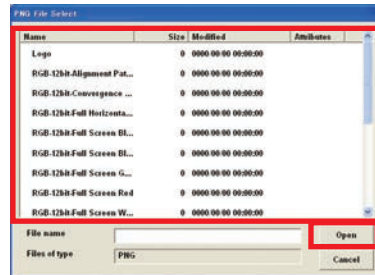 PNG File Select
Name Size Modified Attributes
Logo 0 0000/00/00 00:00:00
RGB-12bit-Alignment Pat... 0 0000/00/00 00:00:00
RGB-12bit-Convergence ... 0 0000/00/00 00:00:00
RGB-12bit-Full Horizonta... 0 0000/00/00 00:00:00
RGB-12bit-Full Screen Bl... 0 0000/00/00 00:00:00
RGB-12bit-Full Screen Bl... 0 0000/00/00 00:00:00
RGB-12bit-Full Screen G... 0 0000/00/00 00:00:00
RGB-12bit-Full Screen Red 0 0000/00/00 00:00:00
RGB-12bit-Full Screen W... 0 0000/00/00 00:00:00
File name Open
Files of type PNG Cancel